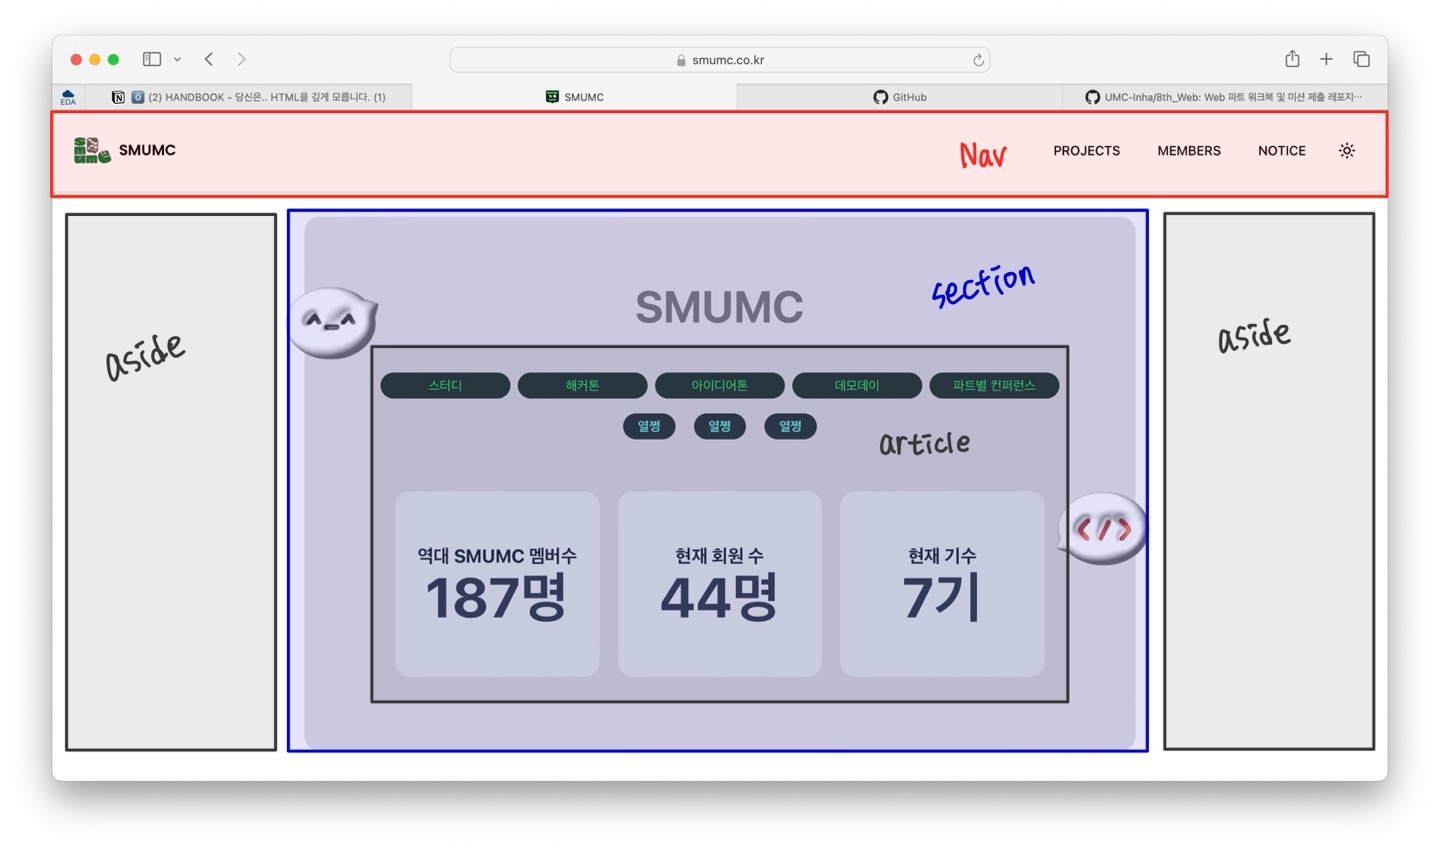 smumc.co.kr
EDA
(2) HANDBOOK - 당신은.. HTML을 깊게 모릅니다. (1)
SMUMC
GitHub
UMC-Inha/8th_Web: Web 파트 워크북 및 미션 제출 레포지…
SMUMC
Nav
PROJECTS
MEMBERS
NOTICE
section
SMUMC
aside
aside
스터디
해커톤
아이디어톤
데모데이
파트별 컨퍼런스
열쩡
열쩡
열쩡
article
역대 SMUMC 멤버수
187명
현재 회원 수
44명
현재 기수
7기